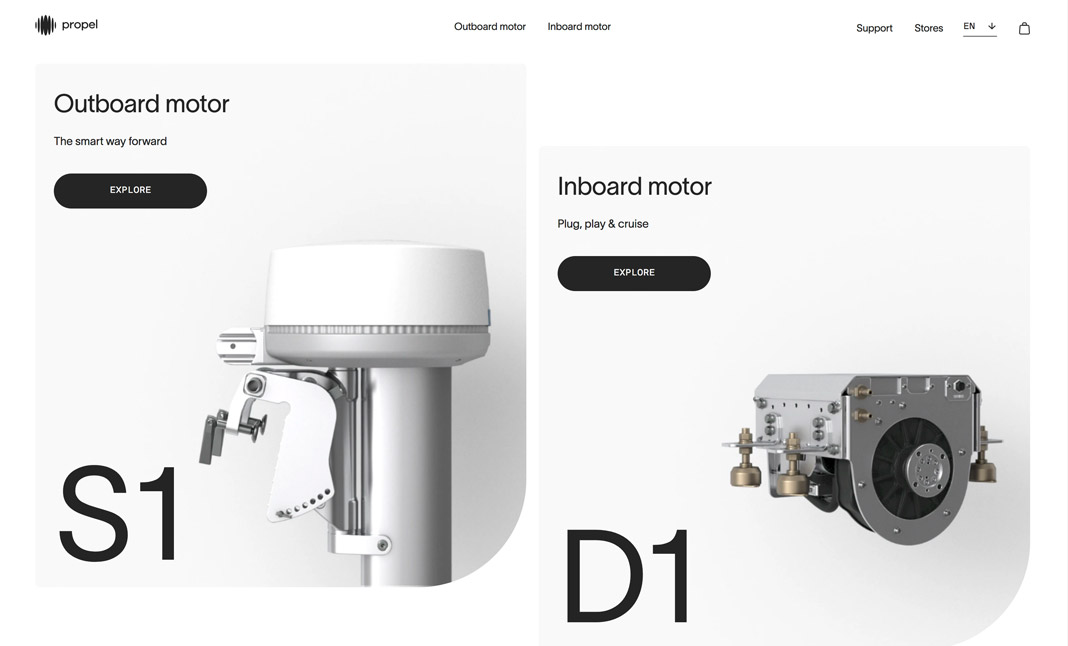 propel
Outboard motor
Inboard motor
Support
Stores
EN
Outboard motor
The smart way forward
EXPLORE
S1
Inboard motor
Plug, play & cruise
EXPLORE
D1